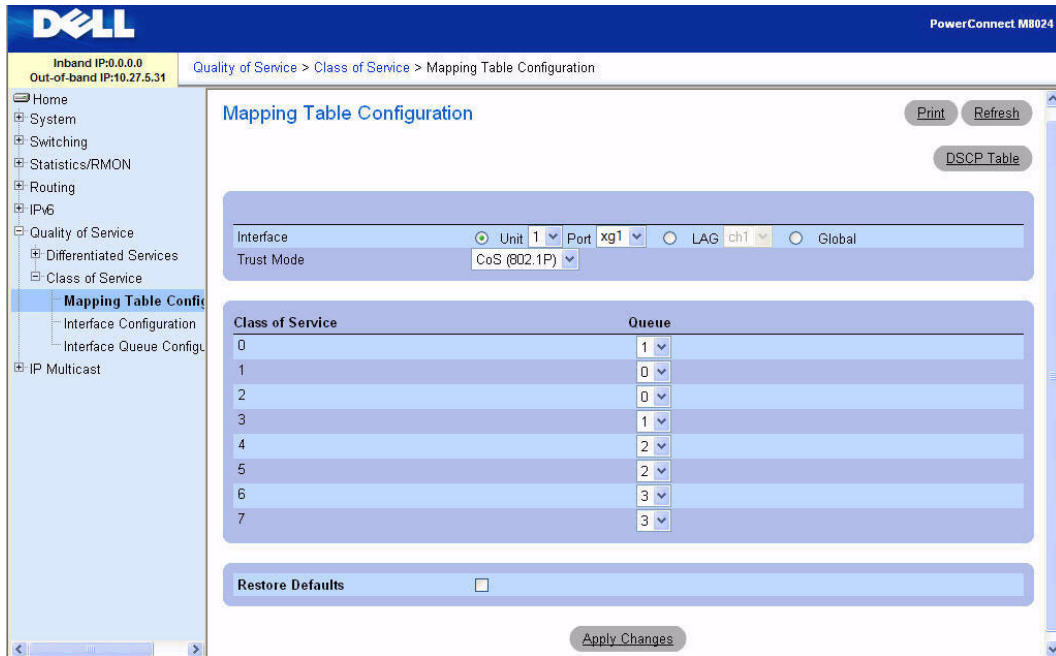 DELL
PowerConnect M8024
Inband IP:0.0.0.0
Out-of-band IP:10.27.5.31
Quality of Service > Class of Service > Mapping Table Configuration
Home
System
Switching
Statistics/RMON
Routing
IPv6
Quality of Service
Differentiated Services
Class of Service
Mapping Table Config
Interface Configuration
Interface Queue Configu
IP Multicast
Mapping Table Configuration
Print Refresh
DSCP Table
Interface Unit 1 Port xg1 LAG ch1 Global
Trust Mode CoS (802.1P)
Class of Service Queue
0 1
1 0
2 0
3 1
4 2
5 2
6 3
7 3
Restore Defaults
Apply Changes